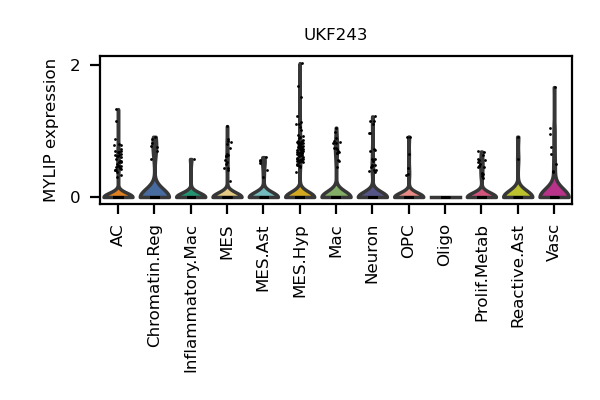 UKF243
MYLIP expression
2
0
AC
Chromatin.Reg
Inflammatory.Mac
MES
MES.Ast
MES.Hyp
Mac
Neuron
OPC
Oligo
Prolif.Metab
Reactive.Ast
Vasc